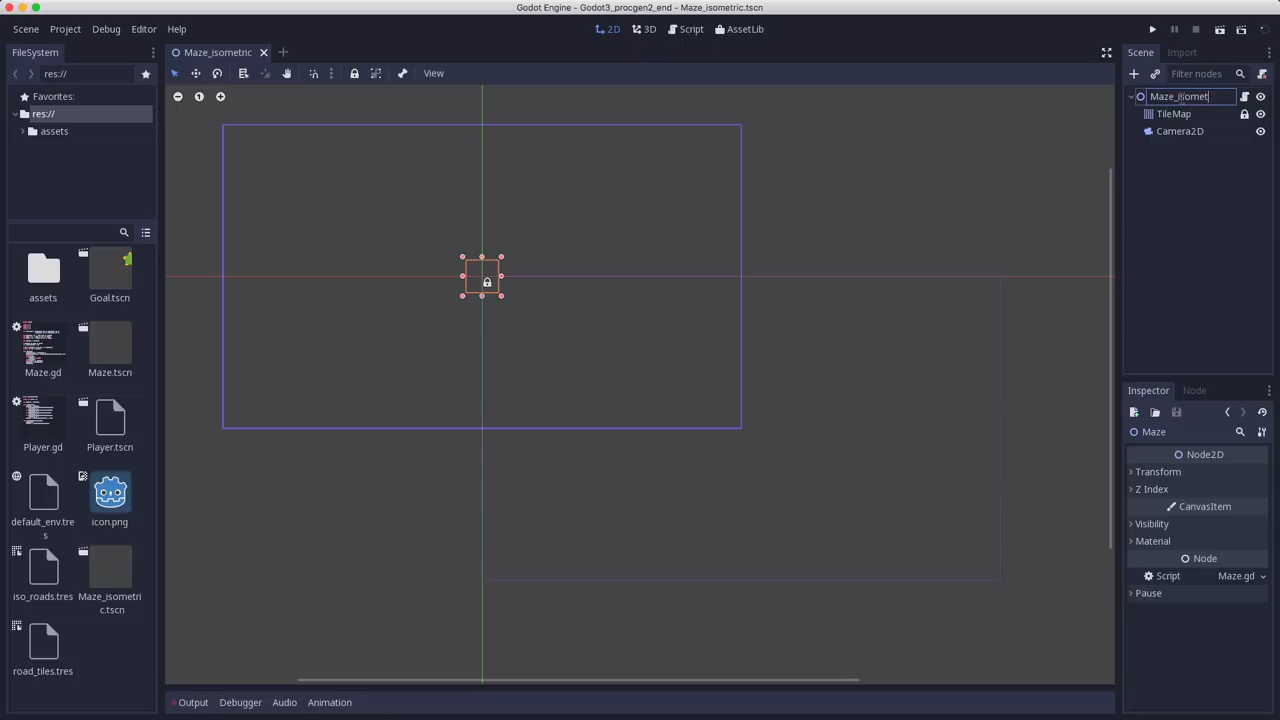 Godot Engine - Godot3_procgen2_end - Maze_isometric.tscn
Scene Project Debug Editor Help
2D 3D Script AssetLib
FileSystem
Maze_isometric
Scene Import
res://
View
Filter nodes
Favorites:
res://
assets
Maze_isomet
TileMap
Camera2D
assets
Goal.tscn
Maze.gd
Maze.tscn
Player.gd
Player.tscn
default_env.tre
s
icon.png
iso_roads.tres
Maze_isometri
c.tscn
road_tiles.tres
Inspector Node
Maze
Node2D
Transform
Z Index
CanvasItem
Visibility
Material
Node
Script Maze.gd
Pause
Output Debugger Audio Animation